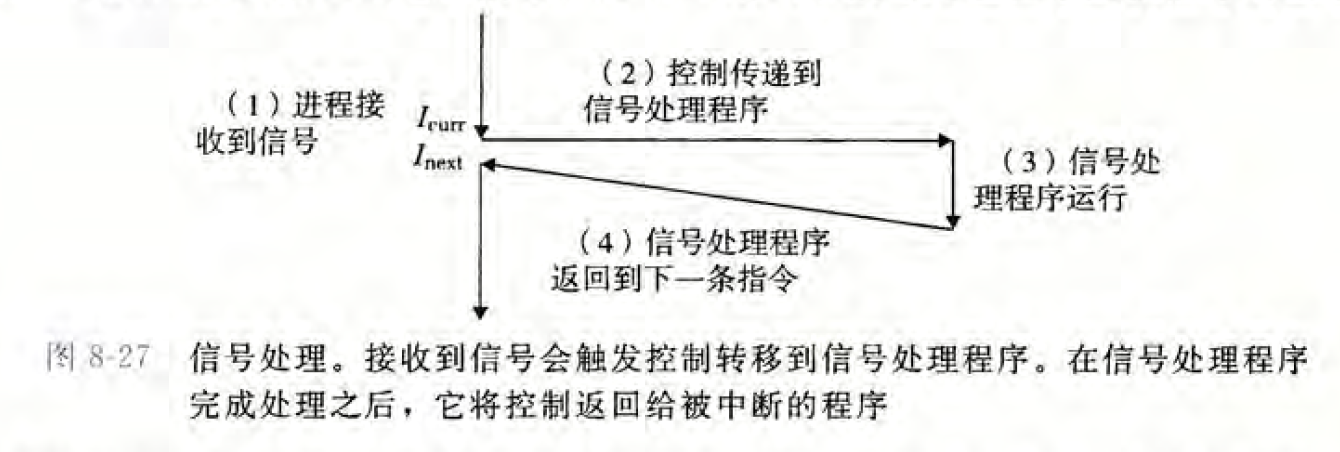 （1）进程接
收到信号
I_curr
I_next
（2）控制传递到
信号处理程序
（3）信号处
理程序运行
（4）信号处理程序
返回到下一条指令
图 8-27 信号处理。接收到信号会触发控制转移到信号处理程序。在信号处理程序
完成处理之后，它将控制返回给被中断的程序